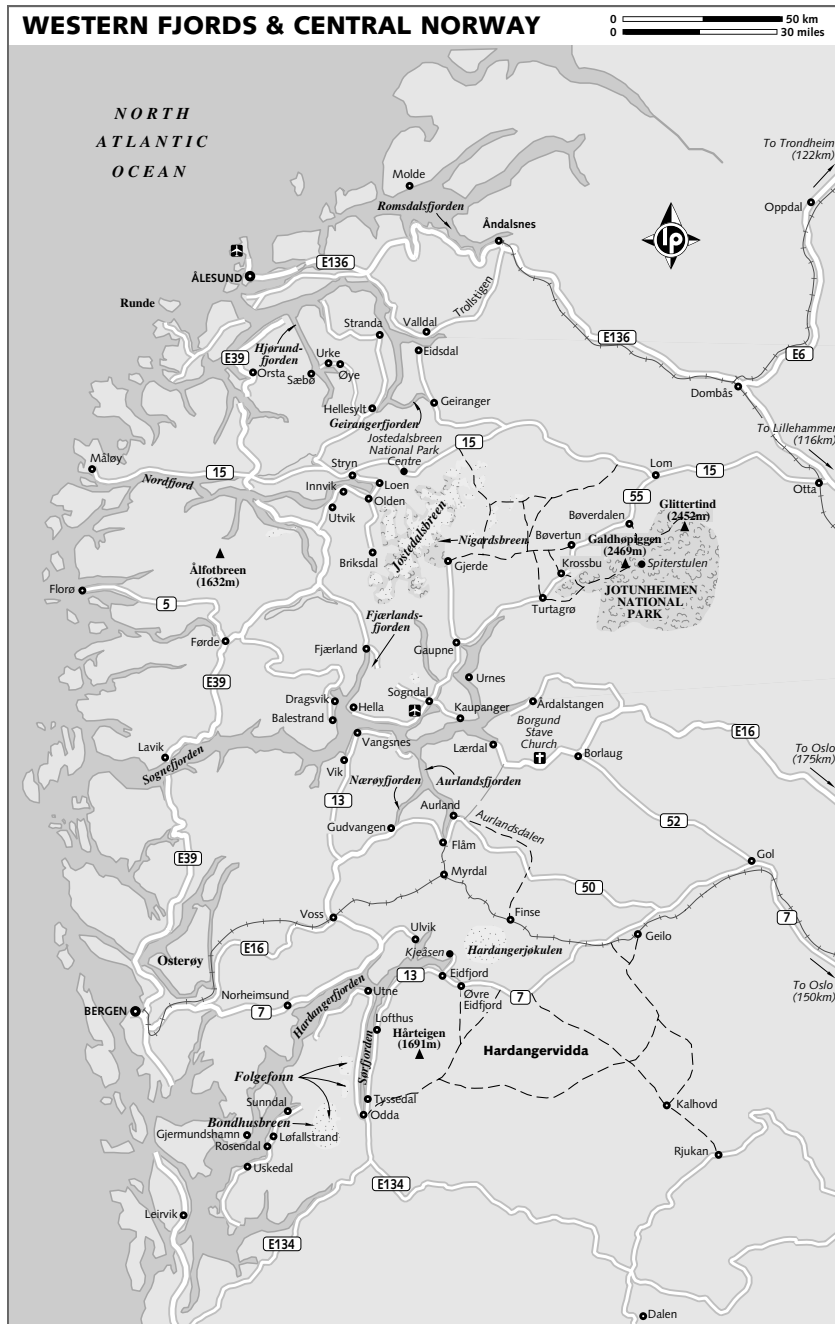 WESTERN FJORDS & CENTRAL NORWAY
0 50 km
0 30 miles
NORTH
ATLANTIC
OCEAN
To Trondheim
(122km)
Molde
Oppdal
Romsdalsfjorden
Åndalsnes
lp
ÅLESUND
E136
Runde
Trollstigen
Stranda
Valldal
E136
E6
Hjørund-
fjorden
Urke
Eidsdal
E39
Orsta
Sæbø
Øye
Dombås
Hellesylt
Geiranger
Geirangerfjorden
Jostedalsbreen
National Park
Centre
15
To Lillehammer
(116km)
Måløy
Stryn
Lom
15
15
Nordfjord
Innvik
Loen
Otta
Olden
55
Glittertind
(2452m)
Utvik
Bøverdalen
Jostedalsbreen
Nigardsbreen
Bøvertun
Galdhøpiggen
(2469m)
Briksdal
Gjerde
Krossbu
Spiterstulen
Ålfotbreen
(1632m)
JOTUNHEIMEN
NATIONAL
PARK
Florø
5
Turtagrø
Fjærlands-
fjorden
Førde
Fjærland
Gaupne
E39
Urnes
Dragsvik
Sogndal
Hella
Kaupanger
Årdalstangen
Balestrand
Borgund
Stave
Church
E16
Vangsnes
Lærdal
Lavik
Borlaug
To Oslo
(175km)
Sognefjorden
Vik
Nærøyfjorden
Aurlandsfjorden
13
Aurland
Aurlandsdalen
52
Gudvangen
Flåm
E39
Gol
Myrdal
50
Voss
Finse
7
Ulvik
E16
Geilo
Kjeåsen
Hardangerjøkulen
Osterøy
13
Eidfjord
To Oslo
(150km)
Utne
Øvre
Eidfjord
7
Norheimsund
BERGEN
7
Hardangerfjorden
Lofthus
Hårteigen
(1691m)
Hardangervidda
Sørfjorden
Folgefonn
Tyssedal
Sunndal
Odda
Kalhovd
Bondhusbreen
Gjermundshamn
Løfallstrand
Rosendal
Rjukan
Uskedal
E134
Leirvik
E134
Dalen